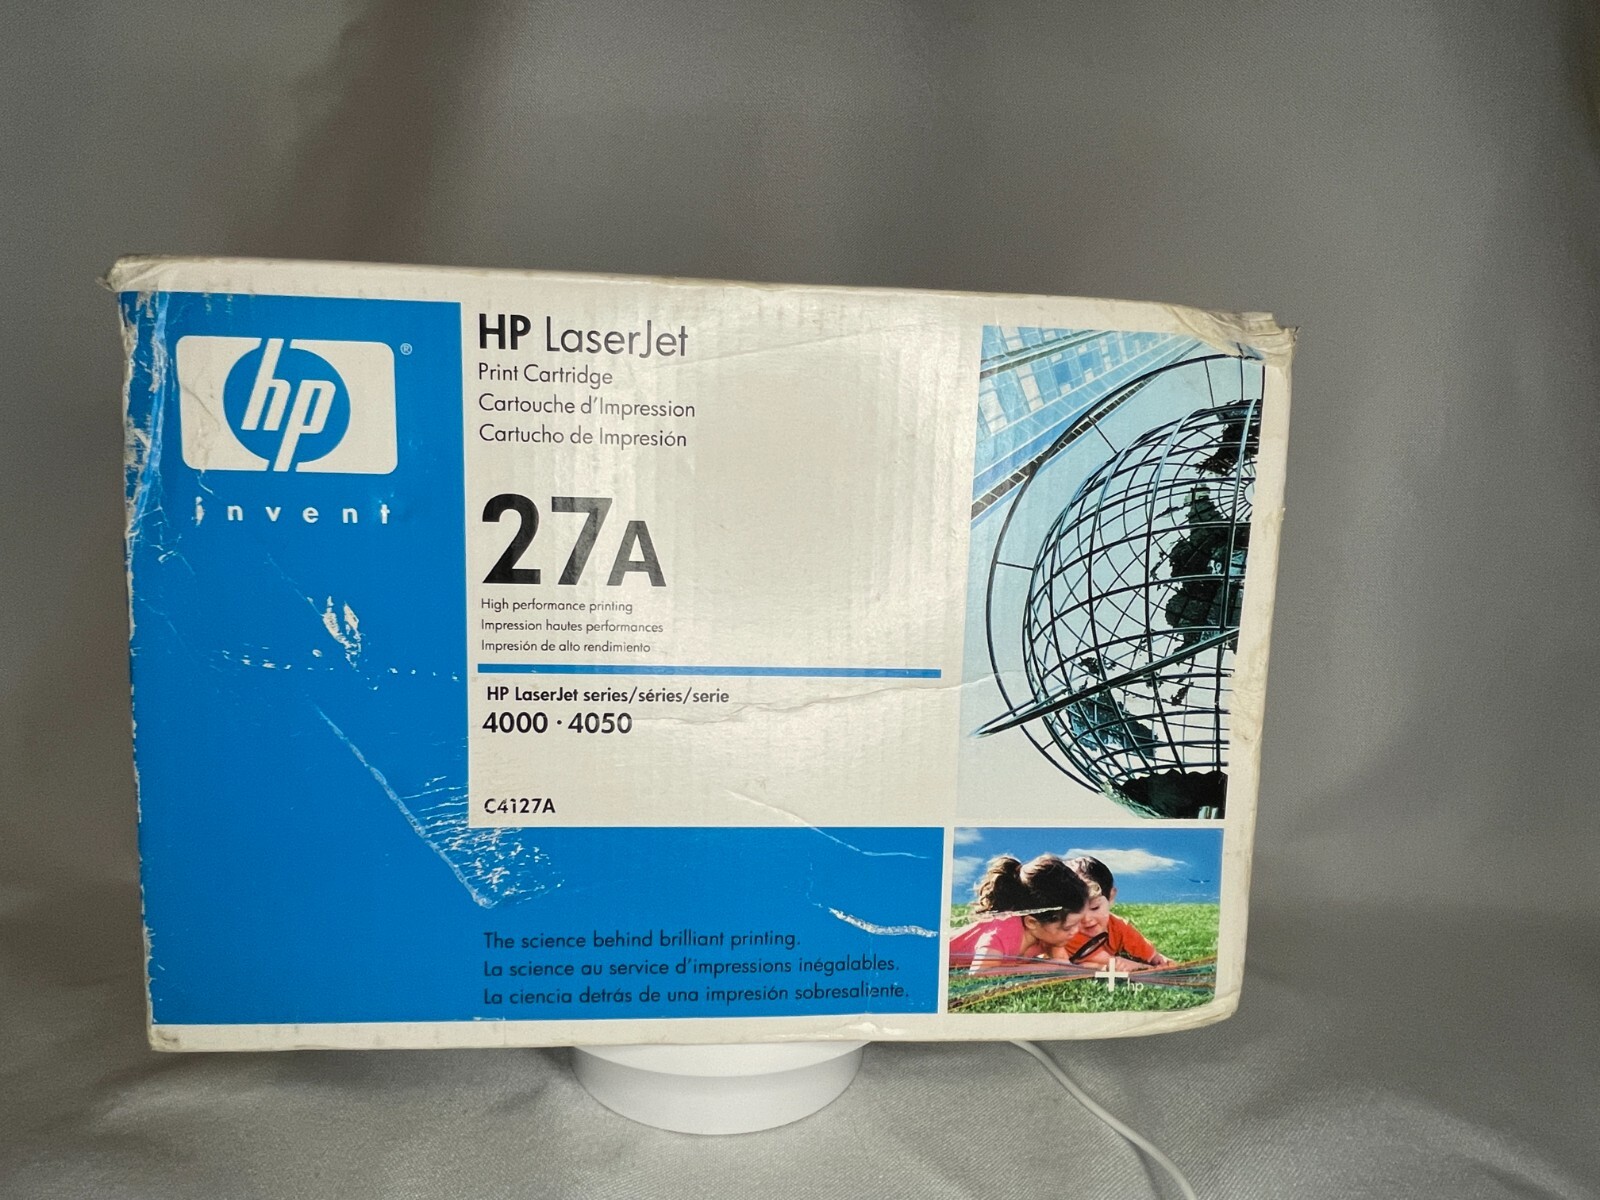 hp
®
invent
HP LaserJet
Print Cartridge
Cartouche d'Impression
Cartucho de Impresión
27A
High performance printing
Impression hautes performances
Impresión de alto rendimiento
HP LaserJet series/séries/serie
4000 · 4050
C4127A
The science behind brilliant printing.
La science au service d'impressions inégalables.
La ciencia detrás de una impresión sobresaliente.
+ hp